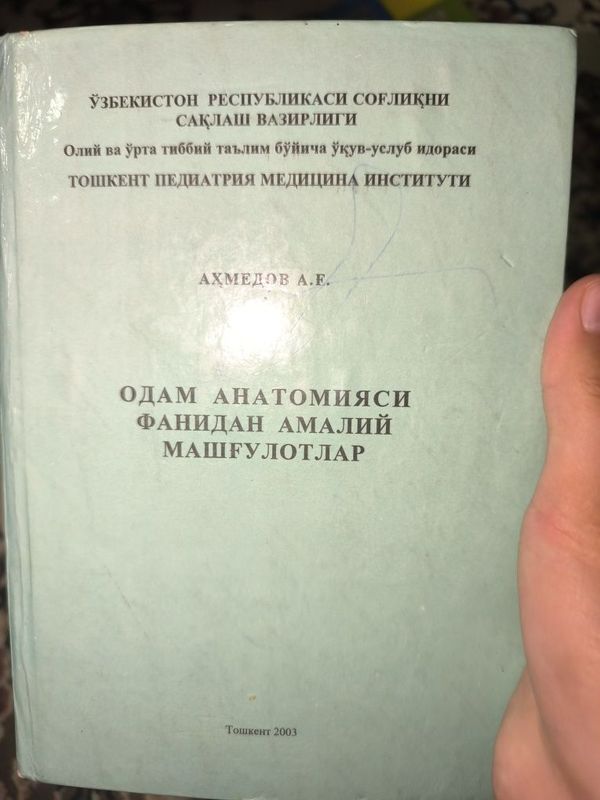 ЎЗБЕКИСТОН РЕСПУБЛИКАСИ СОҒЛИҚНИ
САҚЛАШ ВАЗИРЛИГИ
Олий ва ўрта тиббий таълим бўйича ўқув-услуб идораси
ТОШКЕНТ ПЕДИАТРИЯ МЕДИЦИНА ИНСТИТУТИ
АҲМЕДОВ А.Ғ.
ОДАМ АНАТОМИЯСИ
ФАНИДАН АМАЛИЙ
МАШҒУЛОТЛАР
Тошкент 2003